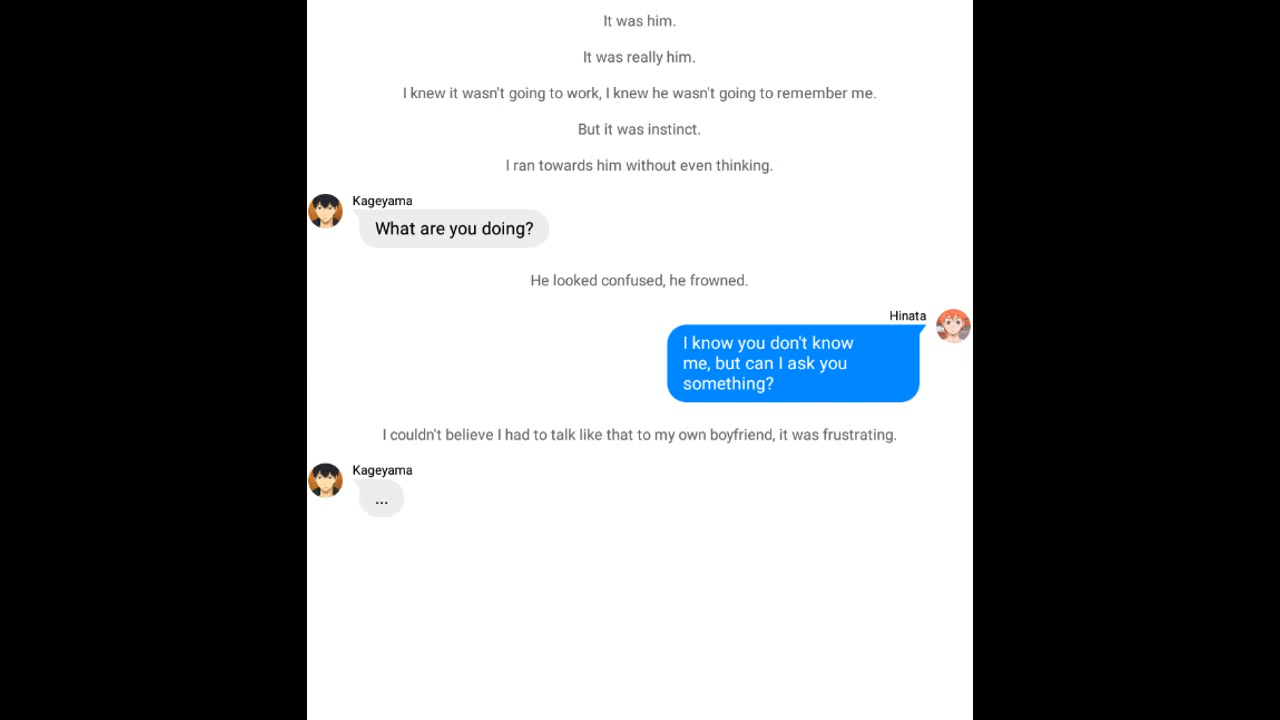 It was him.
It was really him.
I knew it wasn't going to work, I knew he wasn't going to remember me.
But it was instinct.
I ran towards him without even thinking.
Kageyama
What are you doing?
He looked confused, he frowned.
Hinata
I know you don't know
me, but can I ask you
something?
I couldn't believe I had to talk like that to my own boyfriend, it was frustrating.
Kageyama
...